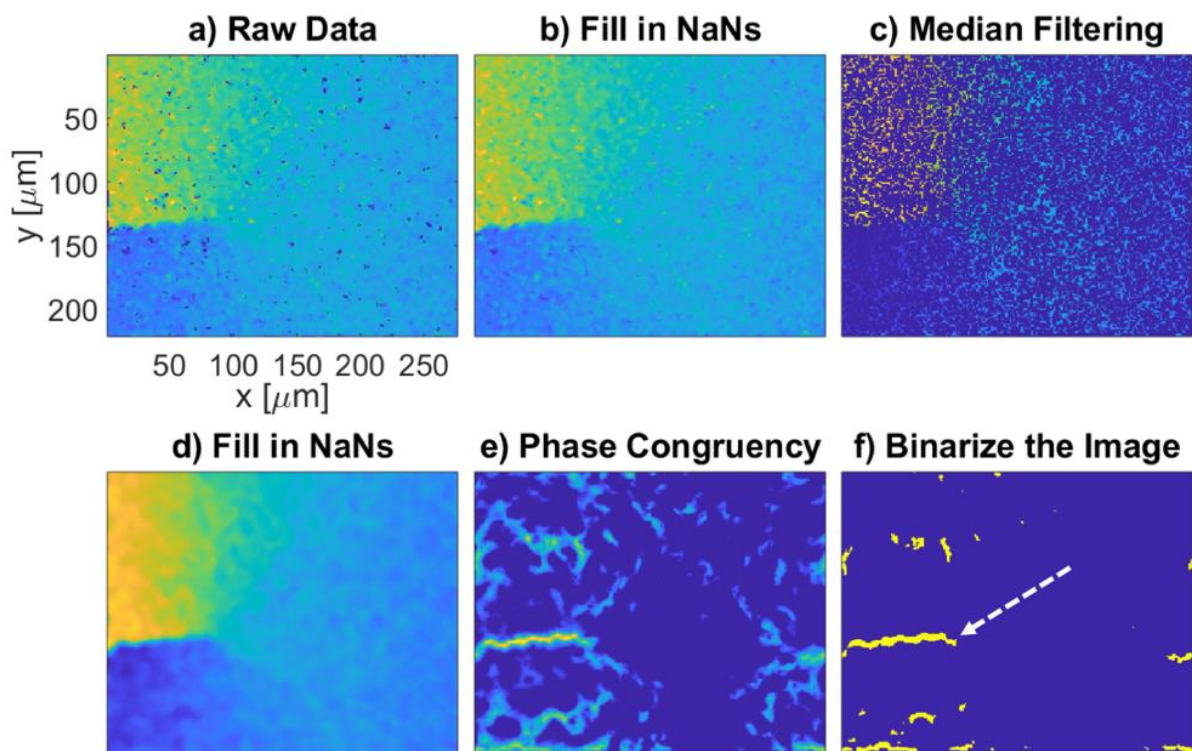 a) Raw Data
b) Fill in NaNs
c) Median Filtering
50
100
150
200
y [μm]
50 100 150 200 250
x [μm]
d) Fill in NaNs
e) Phase Congruency
f) Binarize the Image